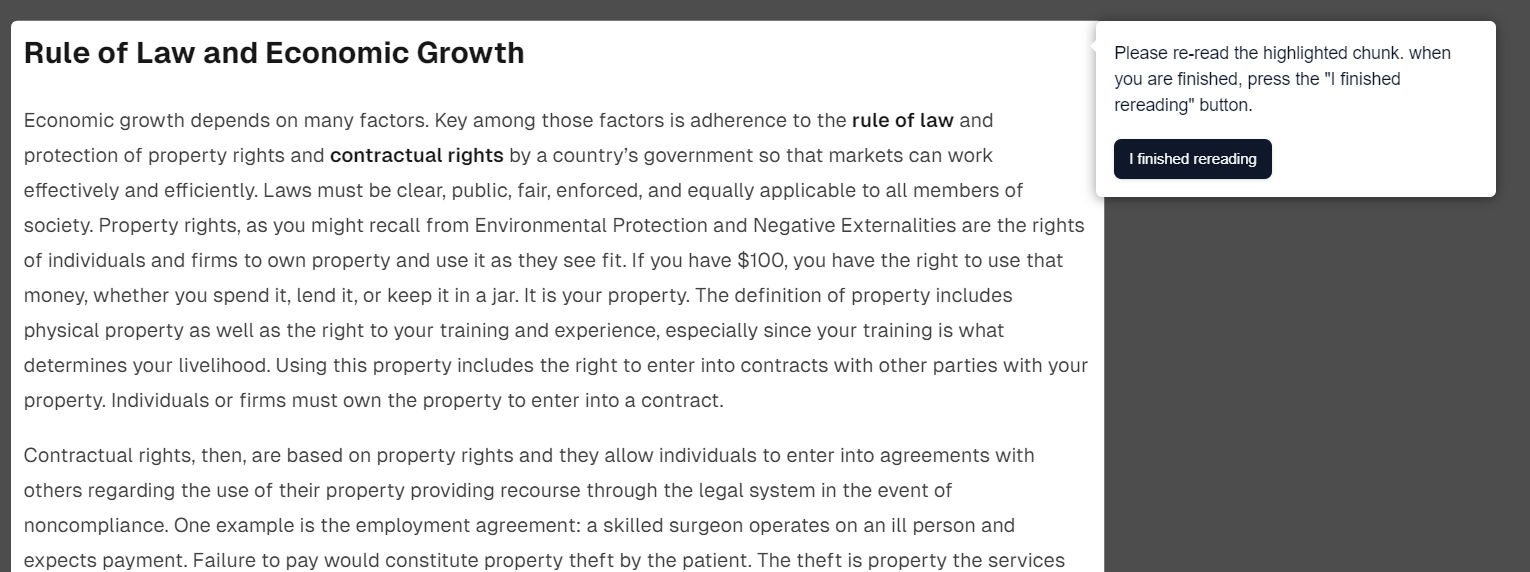 Rule of Law and Economic Growth
Economic growth depends on many factors. Key among those factors is adherence to the rule of law and
protection of property rights and contractual rights by a country’s government so that markets can work
effectively and efficiently. Laws must be clear, public, fair, enforced, and equally applicable to all members of
society. Property rights, as you might recall from Environmental Protection and Negative Externalities are the rights
of individuals and firms to own property and use it as they see fit. If you have $100, you have the right to use that
money, whether you spend it, lend it, or keep it in a jar. It is your property. The definition of property includes
physical property as well as the right to your training and experience, especially since your training is what
determines your livelihood. Using this property includes the right to enter into contracts with other parties with your
property. Individuals or firms must own the property to enter into a contract.
Contractual rights, then, are based on property rights and they allow individuals to enter into agreements with
others regarding the use of their property providing recourse through the legal system in the event of
noncompliance. One example is the employment agreement: a skilled surgeon operates on an ill person and
expects payment. Failure to pay would constitute property theft by the patient. The theft is property the services
Please re-read the highlighted chunk. when
you are finished, press the "I finished
rereading" button.
I finished rereading